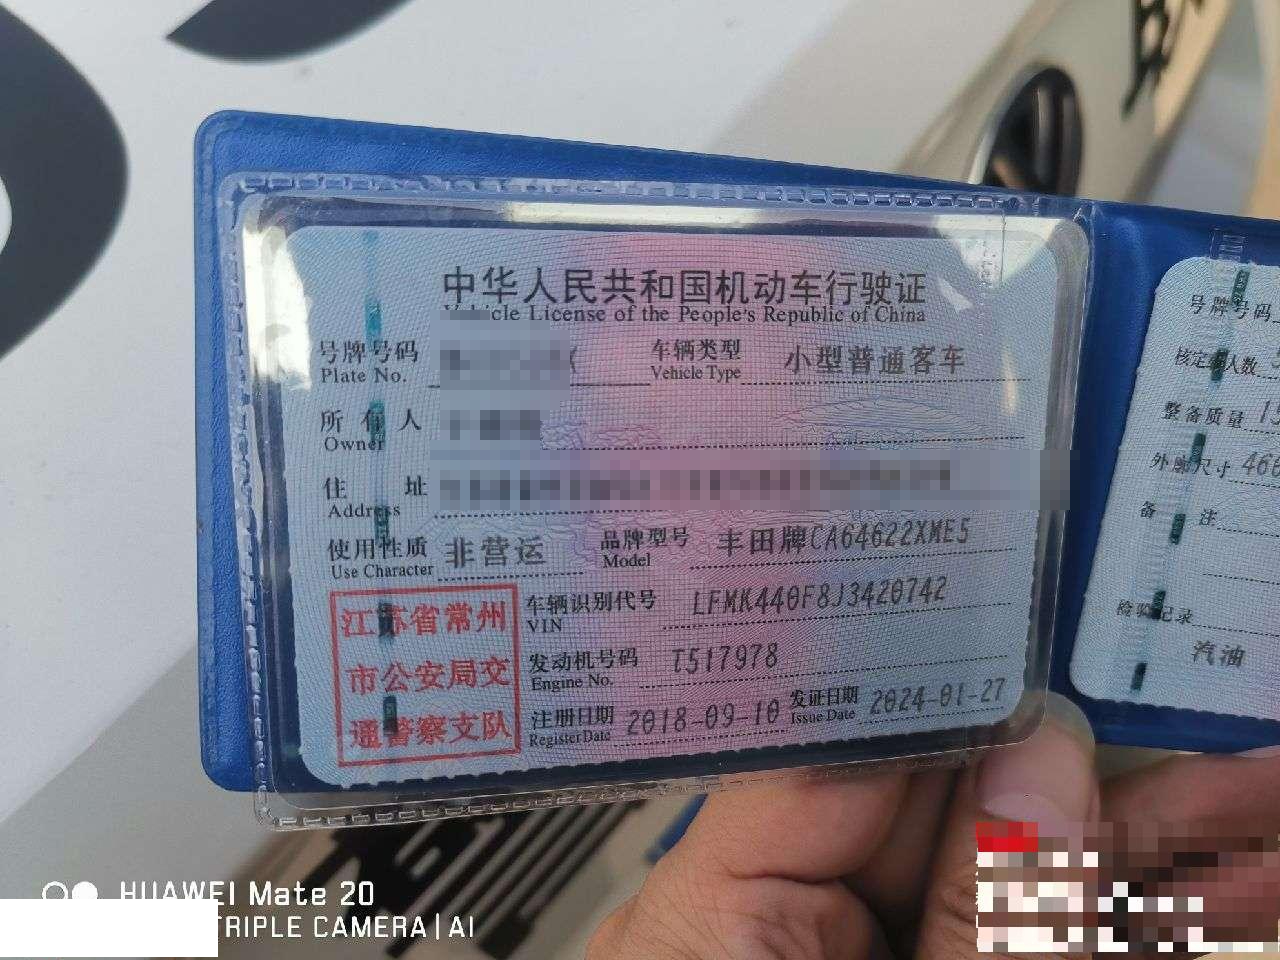 中华人民共和国机动车行驶证
Vehicle License of the People's Republic of China
号牌号码 车辆类型 小型普通客车
Plate No. Vehicle Type
所有人
Owner
住址
Address
使用性质 非营运 品牌型号 丰田牌CA64622XME5
Use Character Model
江苏省常州
市公安局交
通警察支队
车辆识别代号 LFMK440F8J3420742
VIN
发动机号码 T517978
Engine No.
注册日期 2018-09-10 发证日期 2024-01-27
Register Date Issue Date
号牌号码
核定载人数
整备质量
外廓尺寸 466
备注
检验记录
汽油
HUAWEI Mate 20
TRIPLE CAMERA | AI